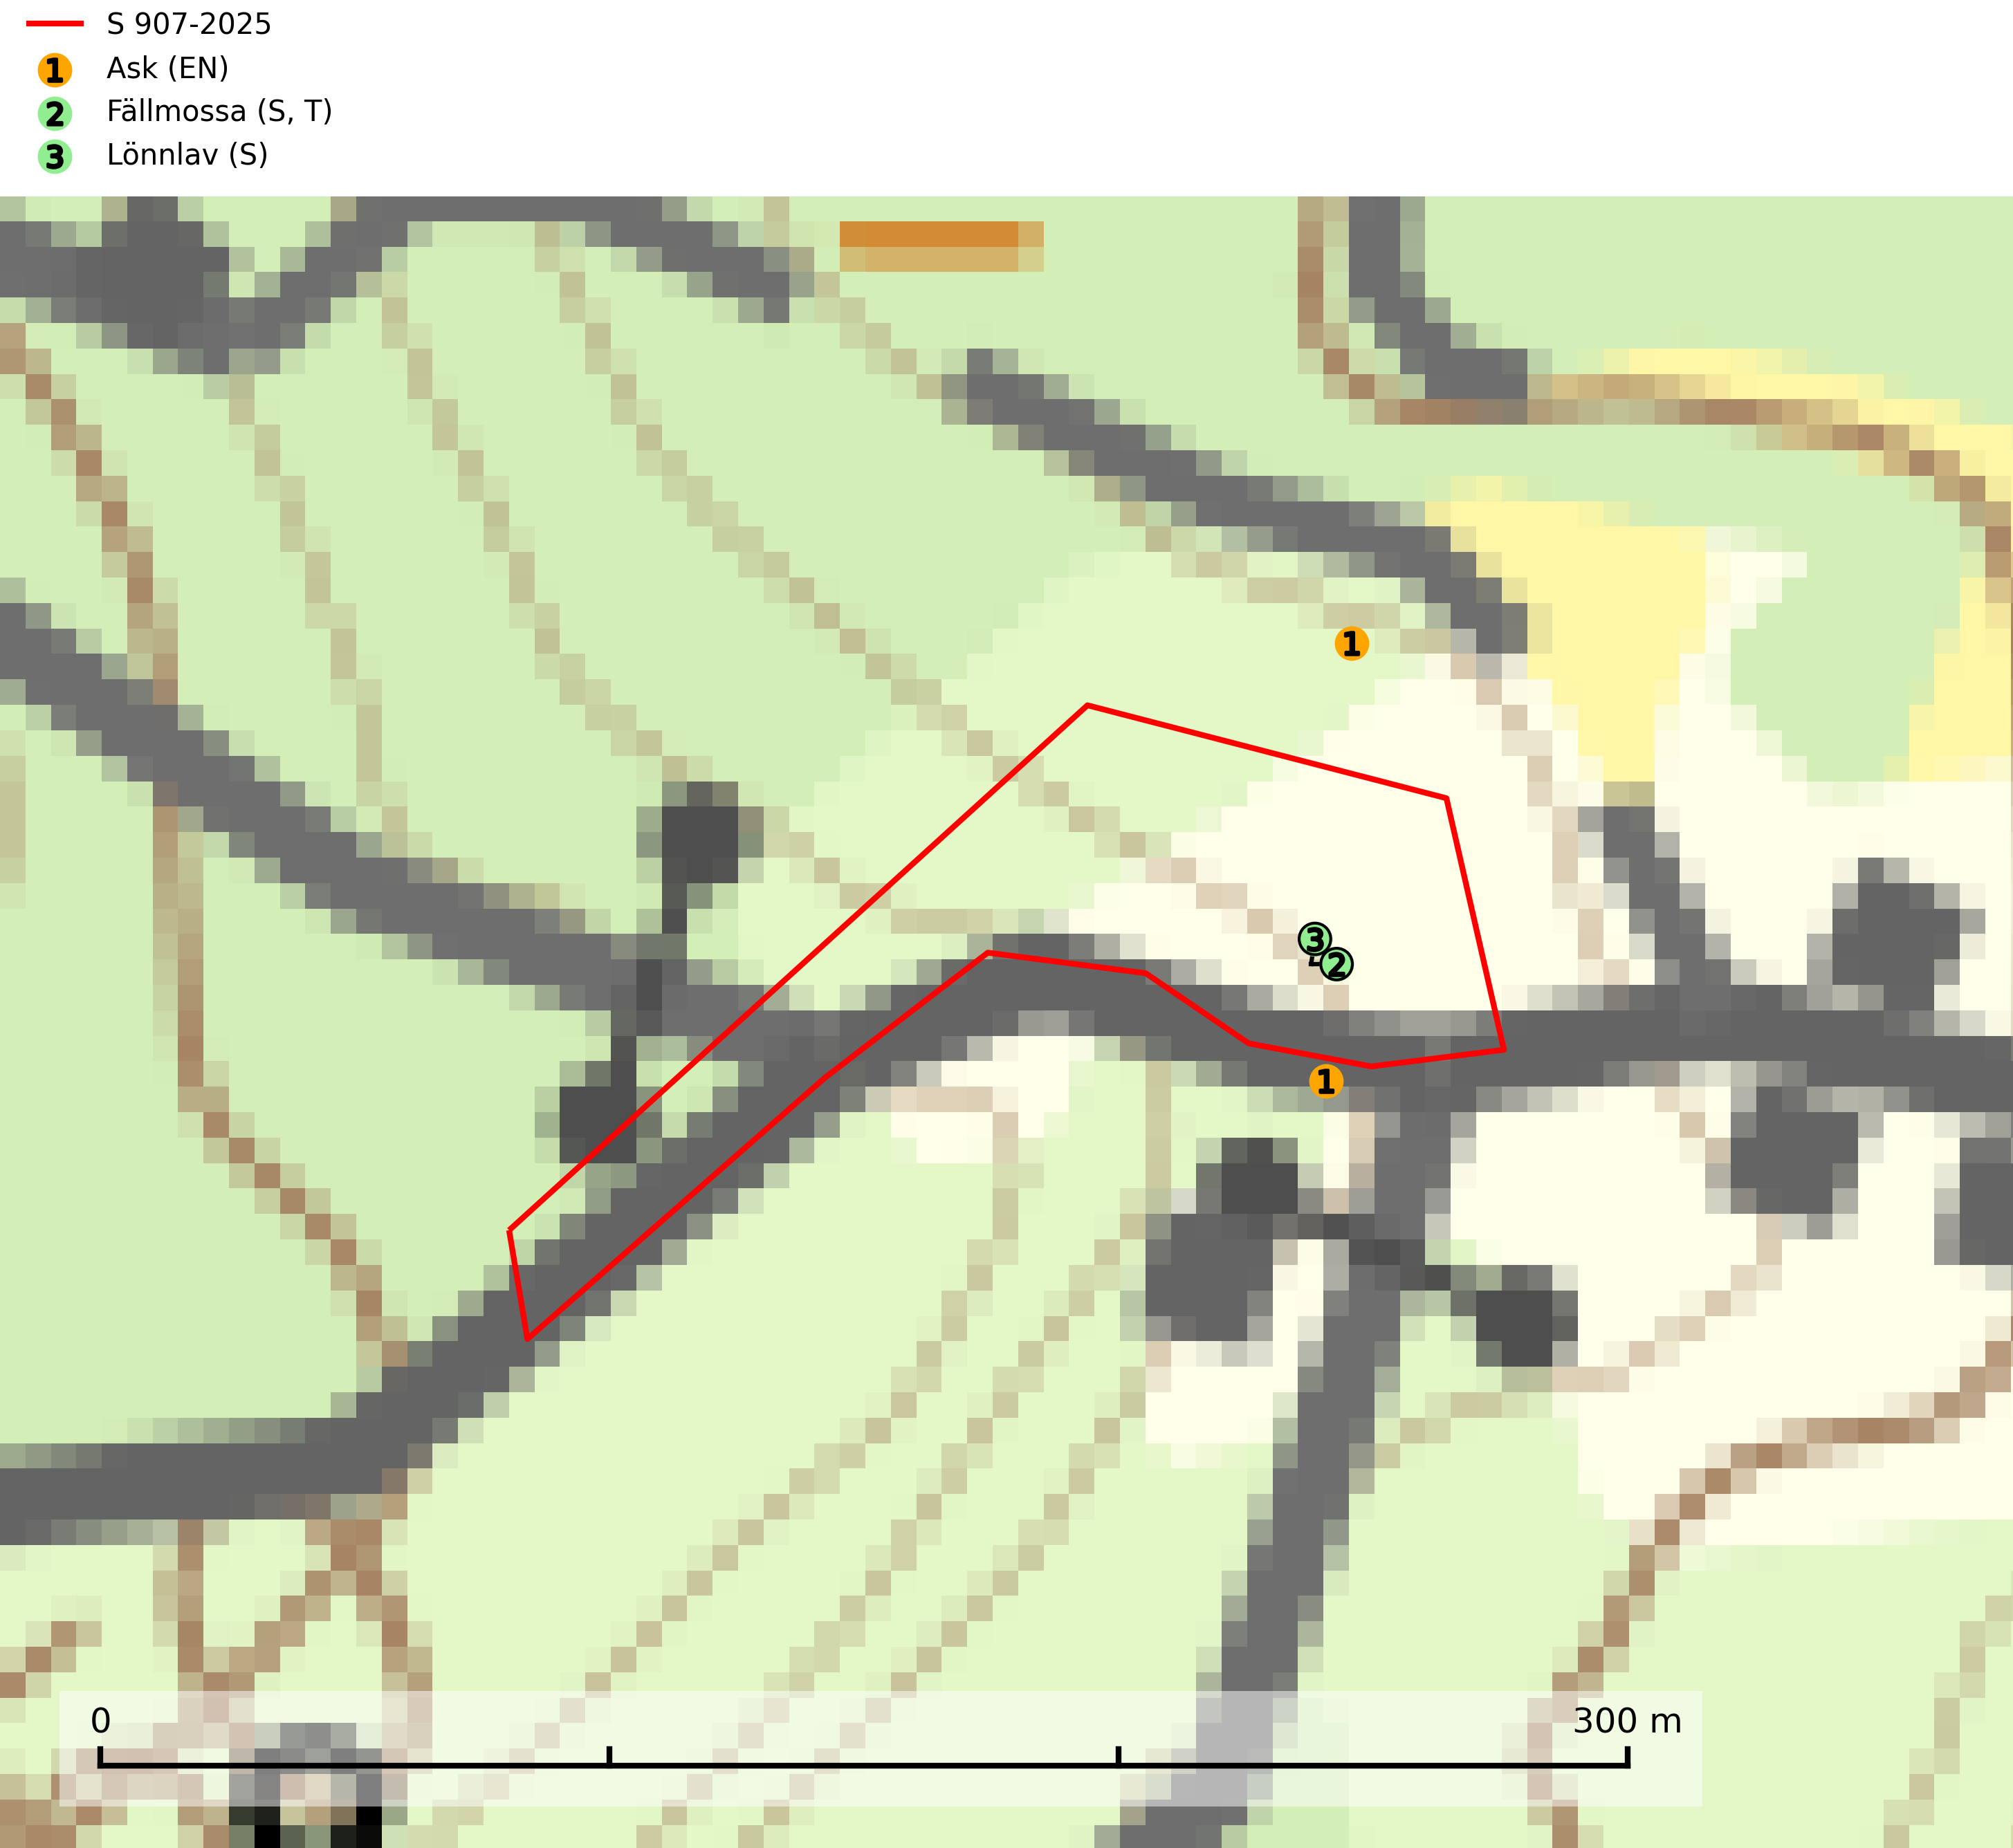 S 907-2025
1 Ask (EN)
2 Fällmossa (S, T)
3 Lönnlav (S)
1
3
2
1
0 300 m